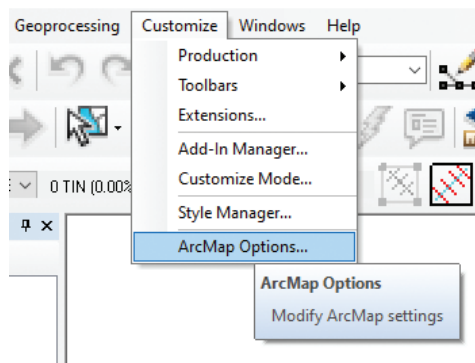 Geoprocessing Customize Windows Help
Production
Toolbars
Extensions...
Add-In Manager...
Customize Mode...
0 TIN (0.00%
Style Manager...
ArcMap Options...
ArcMap Options
Modify ArcMap settings